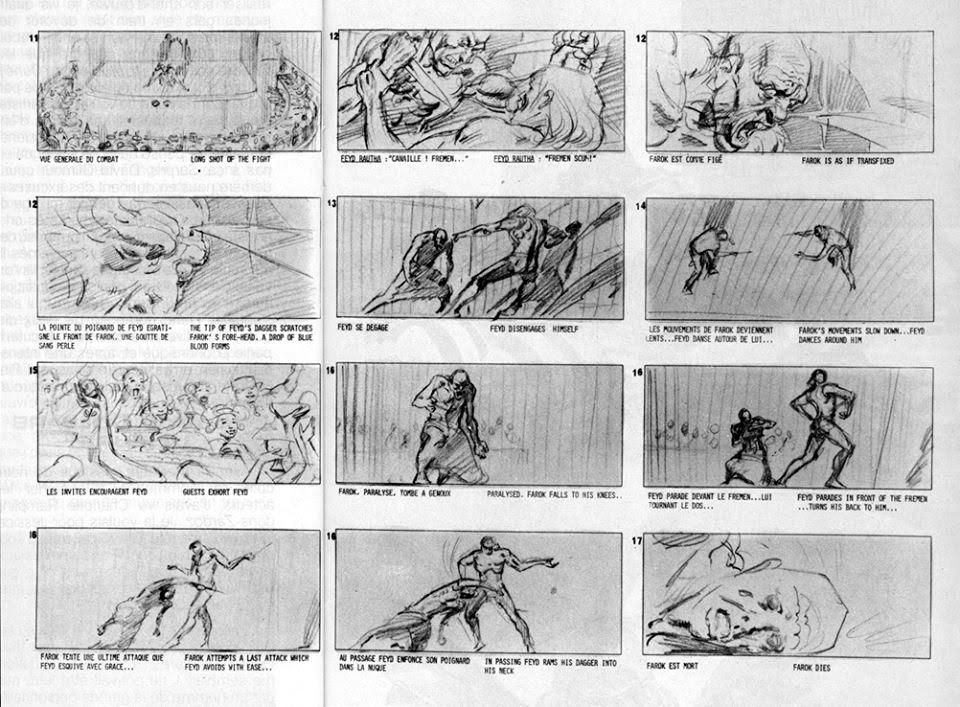 11
VUE GENERALE DU COMBAT
LONG SHOT OF THE FIGHT
12
FEYD RAUTHA :"CANAILLE ! FREMEN..."
FEYD RAUTHA : "FREMEN SCUM!"
12
FAROK EST COMME FIGÉ
FAROK IS AS IF TRANSFIXED
12
LA POINTE DU POIGNARD DE FEYD EGRATI-
GNE LE FRONT DE FAROK. UNE GOUTTE DE
SANG PERLE
THE TIP OF FEYD'S DAGGER SCRATCHES
FAROK' S FORE-HEAD. A DROP OF BLUE
BLOOD FORMS
13
FEYD SE DEGAGE
FEYD DISENGAGES HIMSELF
14
LES MOUVEMENTS DE FAROK DEVIENNENT
LENTS...FEYD DANSE AUTOUR DE LUI...
FAROK'S MOVEMENTS SLOW DOWN...FEYD
DANCES AROUND HIM
15
LES INVITES ENCOURAGENT FEYD
GUESTS EXHORT FEYD
16
FAROK, PARALYSE, TOMBE A GENOUX
PARALYSED, FAROK FALLS TO HIS KNEES..
16
FEYD PARADE DEVANT LE FREMEN...LUI
TOURNANT LE DOS...
FEYD PARADES IN FRONT OF THE FREMEN
...TURNS HIS BACK TO HIM...
16
FAROK TENTE UNE ULTIME ATTAQUE QUE
FEYD ESQUIVE AVEC GRACE...
FAROK ATTEMPTS A LAST ATTACK WHICH
FEYD AVOIDS WITH EASE...
16
AU PASSAGE FEYD ENFONCE SON POIGNARD
DANS LA NUQUE
IN PASSING FEYD RAMS HIS DAGGER INTO
HIS NECK
17
FAROK EST MORT
FAROK DIES